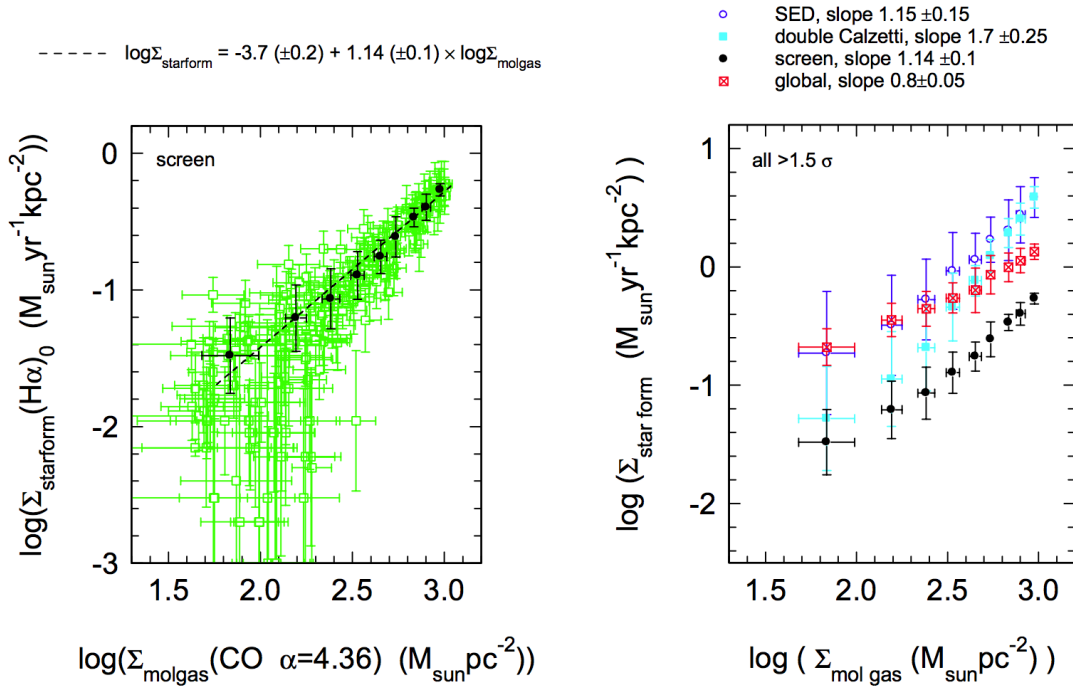 SED, slope 1.15 ±0.15
double Calzetti, slope 1.7 ±0.25
screen, slope 1.14 ±0.1
global, slope 0.8±0.05
logΣstarform = -3.7 (±0.2) + 1.14 (±0.1) × logΣmolgas
screen
0
-1
-2
-3
1.5 2.0 2.5 3.0
log(Σstarform(Hα)0 (Msunyr-1kpc-2))
log(Σmolgas(CO α=4.36) (Msunpc-2))
all >1.5 σ
1
0
-1
-2
1.5 2.0 2.5 3.0
log (Σstar form (Msunyr-1kpc-2) )
log ( Σmol gas (Msunpc-2) )